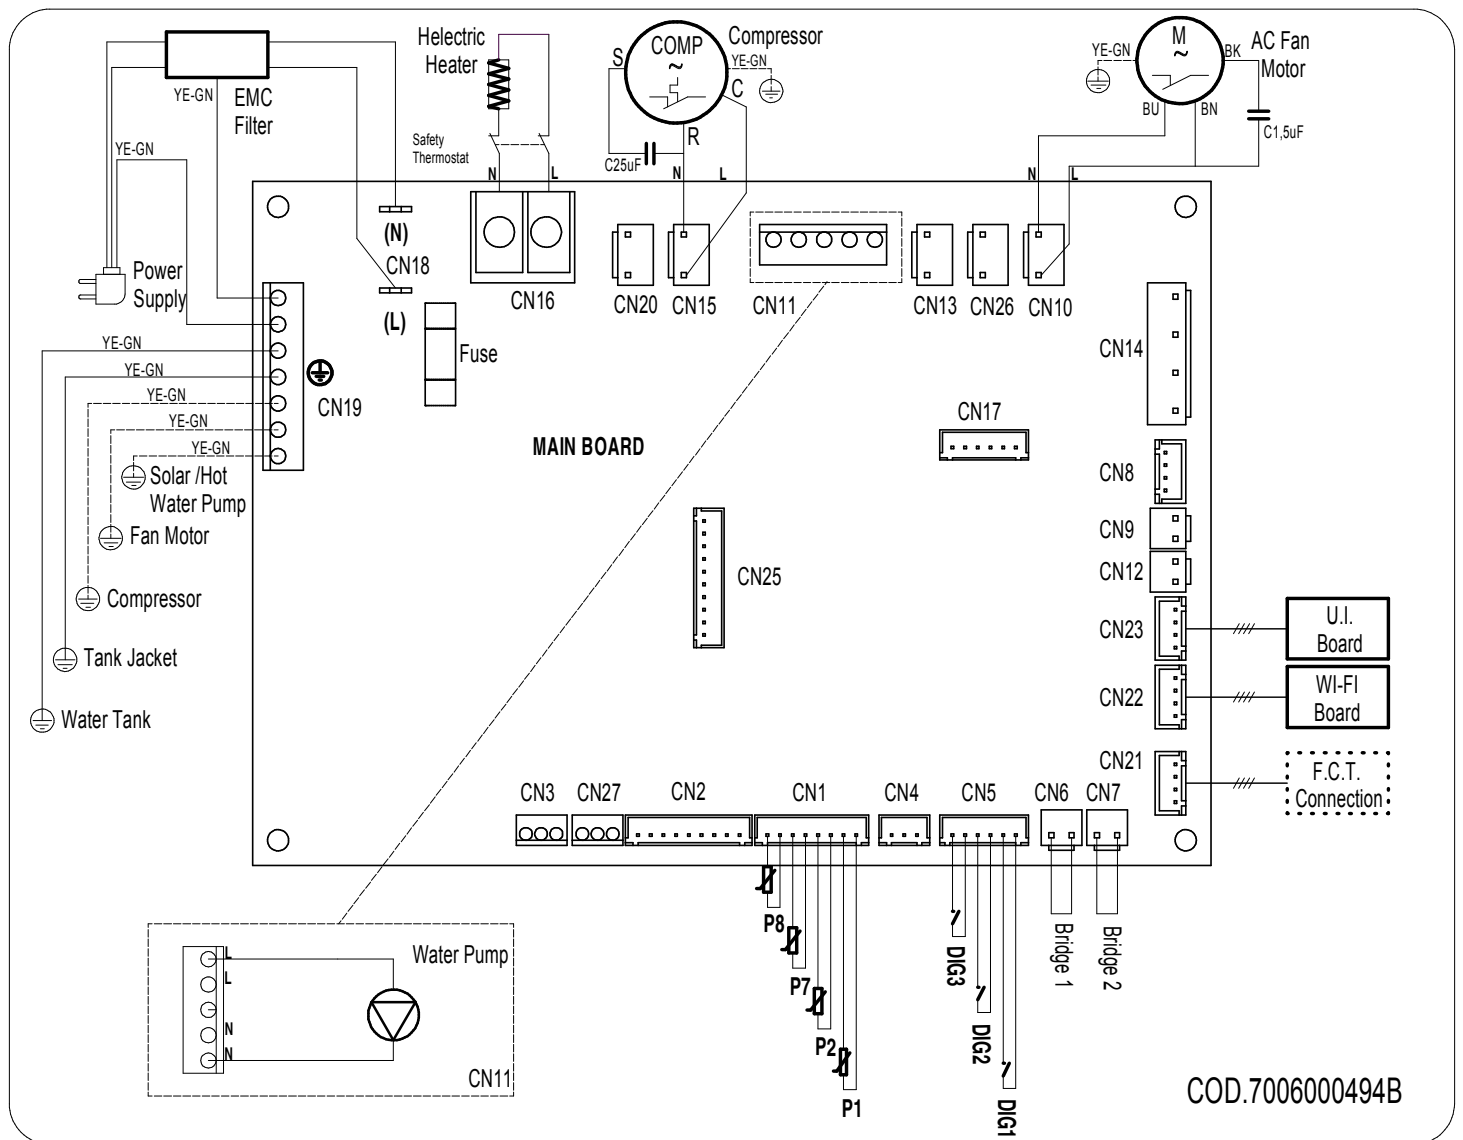 Helectric
Heater
COMP
~
S
C
R
YE-GN
Compressor
M
~
YE-GN
BK
BU
BN
AC Fan
Motor
C1,5uF
YE-GN
EMC
Filter
YE-GN
Safety
Thermostat
C25uF
N
L
N
L
N
L
(N)
CN18
(L)
Power
Supply
CN16
CN20
CN15
CN11
CN13
CN26
CN10
Fuse
CN14
YE-GN
YE-GN
YE-GN
YE-GN
YE-GN
CN19
CN17
MAIN BOARD
CN8
Solar /Hot
Water Pump
Fan Motor
CN9
CN25
CN12
Compressor
CN23
U.I.
Board
Tank Jacket
CN22
WI-FI
Board
Water Tank
CN21
F.C.T.
Connection
CN3
CN27
CN2
CN1
CN4
CN5
CN6
CN7
P8
P7
P2
P1
DIG3
DIG2
DIG1
Bridge 1
Bridge 2
L
L
N
N
Water Pump
CN11
COD.7006000494B